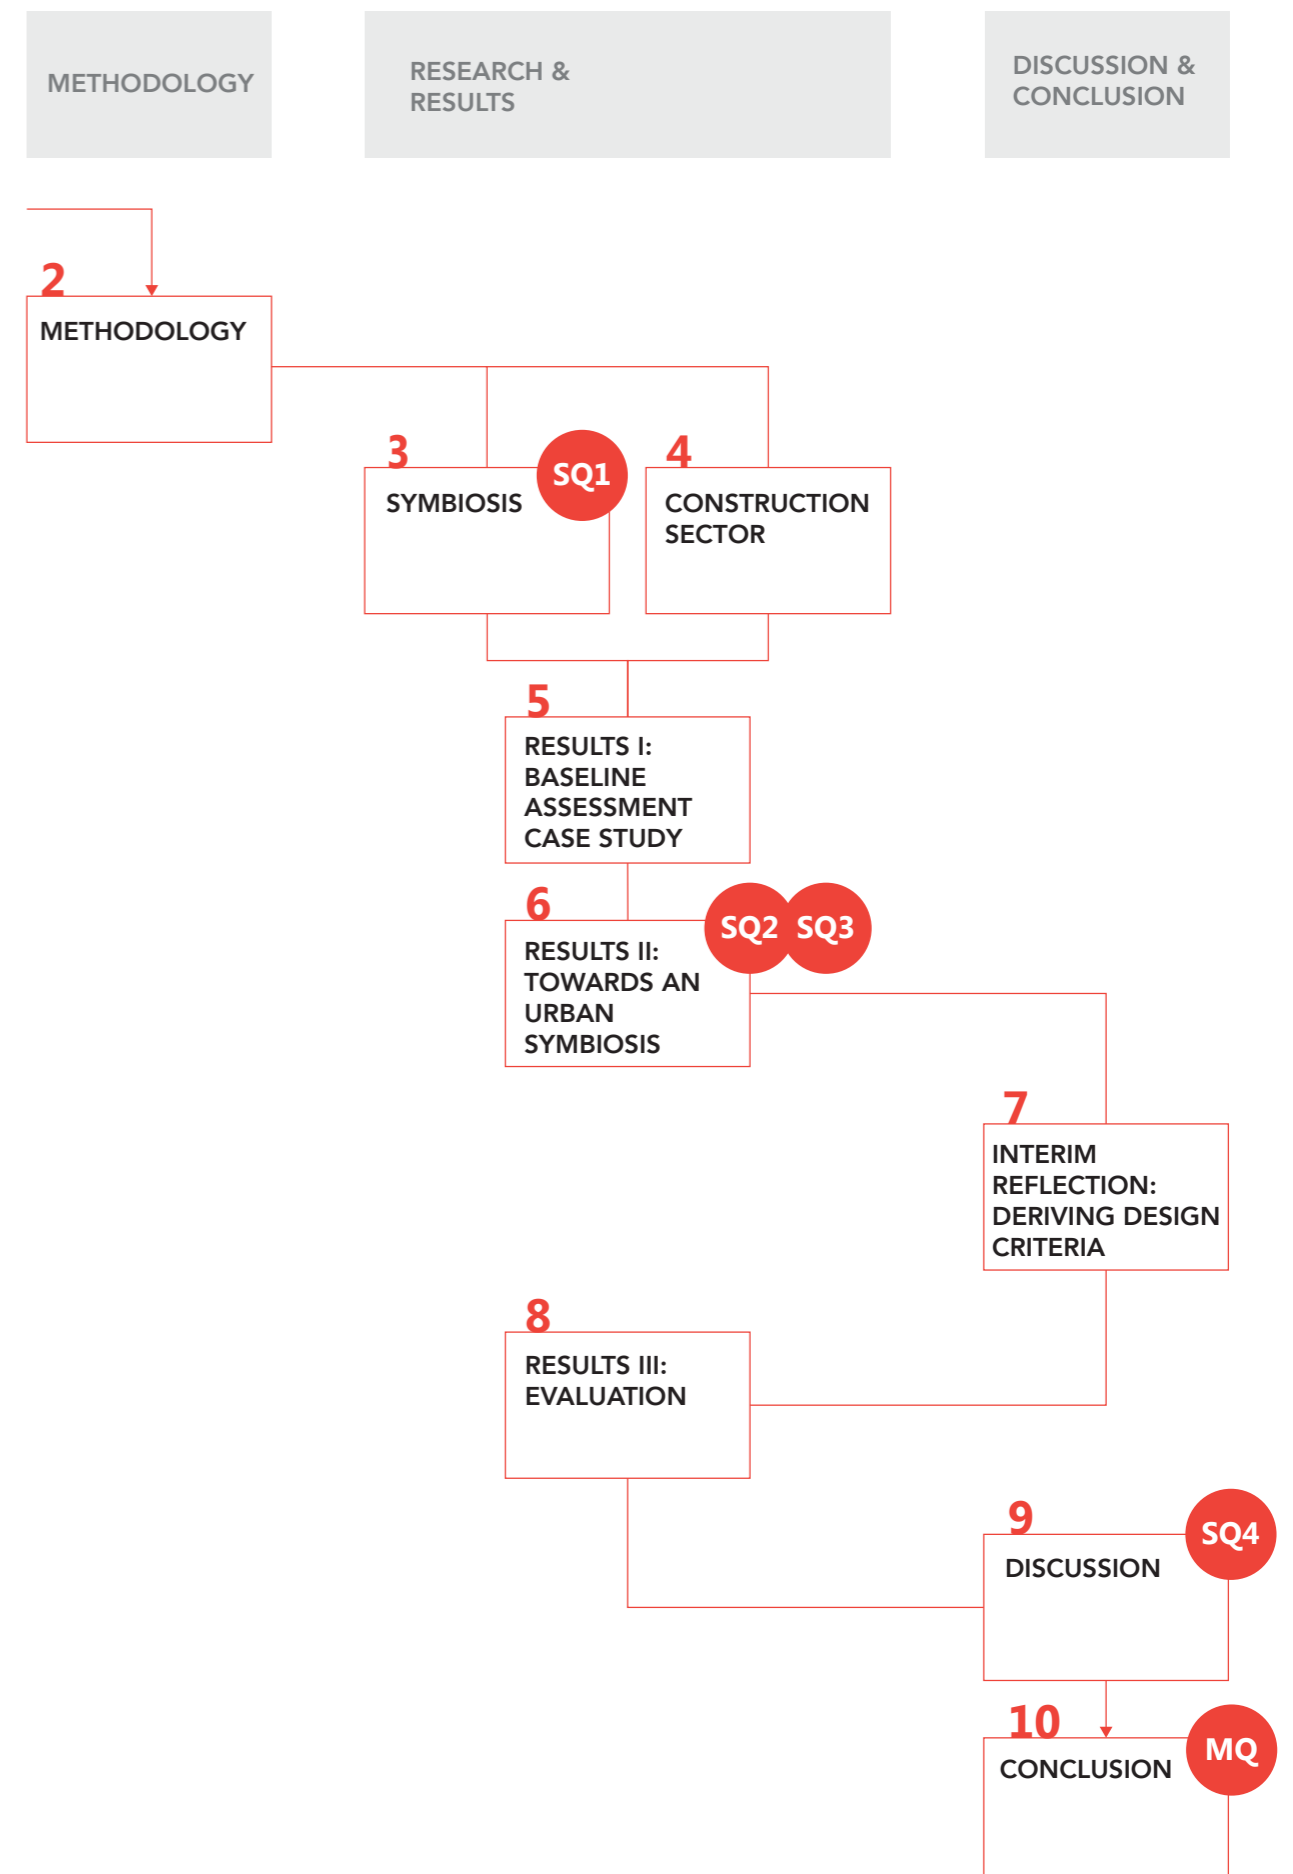 METHODOLOGY
RESEARCH &
RESULTS
DISCUSSION &
CONCLUSION
2
METHODOLOGY
3
SYMBIOSIS
SQ1
4
CONSTRUCTION
SECTOR
5
RESULTS I:
BASELINE
ASSESSMENT
CASE STUDY
6
RESULTS II:
TOWARDS AN
URBAN
SYMBIOSIS
SQ2 SQ3
7
INTERIM
REFLECTION:
DERIVING DESIGN
CRITERIA
8
RESULTS III:
EVALUATION
9
DISCUSSION
SQ4
10
CONCLUSION
MQ